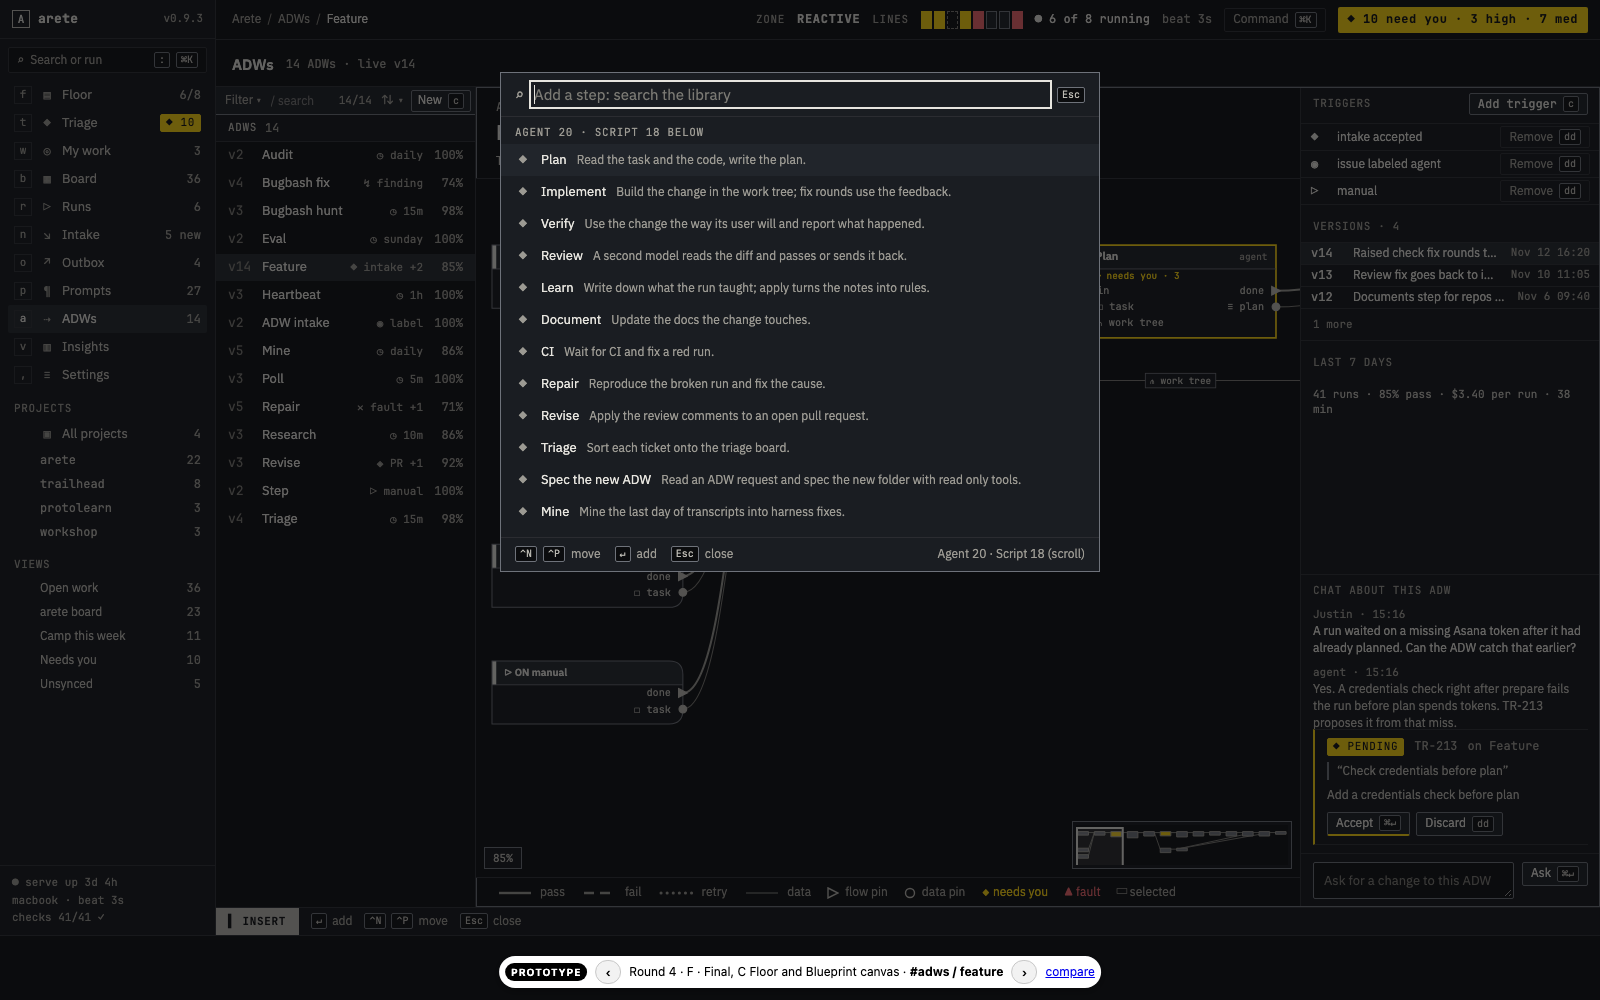 A arete v0.9.3
Arete / ADWs / Feature
ZONE REACTIVE LINES 6 of 8 running beat 3s Command ⌘K ◆ 10 need you · 3 high · 7 med
Search or run : ⌘K
f Floor 6/8
t Triage ◆ 10
w My work 3
b Board 36
r Runs 6
n Intake 5 new
o Outbox 4
p Prompts 27
a ADWs 14
v Insights
, Settings
PROJECTS
All projects 4
arete 22
trailhead 8
protolearn 3
workshop 3
VIEWS
Open work 36
arete board 23
Camp this week 11
Needs you 10
Unsynced 5
serve up 3d 4h
macbook · beat 3s
checks 41/41 ✓
ADWs 14 ADWs · live v14
Filter / search 14/14 New c
ADWS 14
v2 Audit daily 100%
v4 Bugbash fix finding 74%
v3 Bugbash hunt 15m 98%
v2 Eval sunday 100%
v14 Feature intake +2 85%
v3 Heartbeat 1h 100%
v2 ADW intake label 100%
v5 Mine daily 86%
v3 Poll 5m 100%
v5 Repair fault +1 71%
v3 Research 10m 86%
v3 Revise PR +1 92%
v2 Step manual 100%
v4 Triage 15m 98%
Add a step: search the library Esc
AGENT 20 · SCRIPT 18 BELOW
Plan Read the task and the code, write the plan.
Implement Build the change in the work tree; fix rounds use the feedback.
Verify Use the change the way its user will and report what happened.
Review A second model reads the diff and passes or sends it back.
Learn Write down what the run taught; apply turns the notes into rules.
Document Update the docs the change touches.
CI Wait for CI and fix a red run.
Repair Reproduce the broken run and fix the cause.
Revise Apply the review comments to an open pull request.
Triage Sort each ticket onto the triage board.
Spec the new ADW Read an ADW request and spec the new folder with read only tools.
Mine Mine the last day of transcripts into harness fixes.
^N ^P move ↵ add Esc close Agent 20 · Script 18 (scroll)
Plan agent
needs you · 3
in done
task plan
work tree
work tree
done
task
ON manual
done
task
85%
pass fail retry data flow pin data pin needs you fault selected
INSERT ↵ add ^N ^P move Esc close
TRIGGERS Add trigger c
intake accepted Remove dd
issue labeled agent Remove dd
manual Remove dd
VERSIONS · 4
v14 Raised check fix rounds t... Nov 12 16:20
v13 Review fix goes back to i... Nov 10 11:05
v12 Documents step for repos ... Nov 6 09:40
1 more
LAST 7 DAYS
41 runs · 85% pass · $3.40 per run · 38
min
CHAT ABOUT THIS ADW
Justin · 15:16
A run waited on a missing Asana token after it had
already planned. Can the ADW catch that earlier?
agent · 15:16
Yes. A credentials check right after prepare fails
the run before plan spends tokens. TR-213
proposes it from that miss.
◆ PENDING TR-213 on Feature
“Check credentials before plan”
Add a credentials check before plan
Accept ⌘↵ Discard dd
Ask for a change to this ADW Ask ⌘↵
PROTOTYPE ‹ Round 4 · F · Final, C Floor and Blueprint canvas · #adws / feature › compare